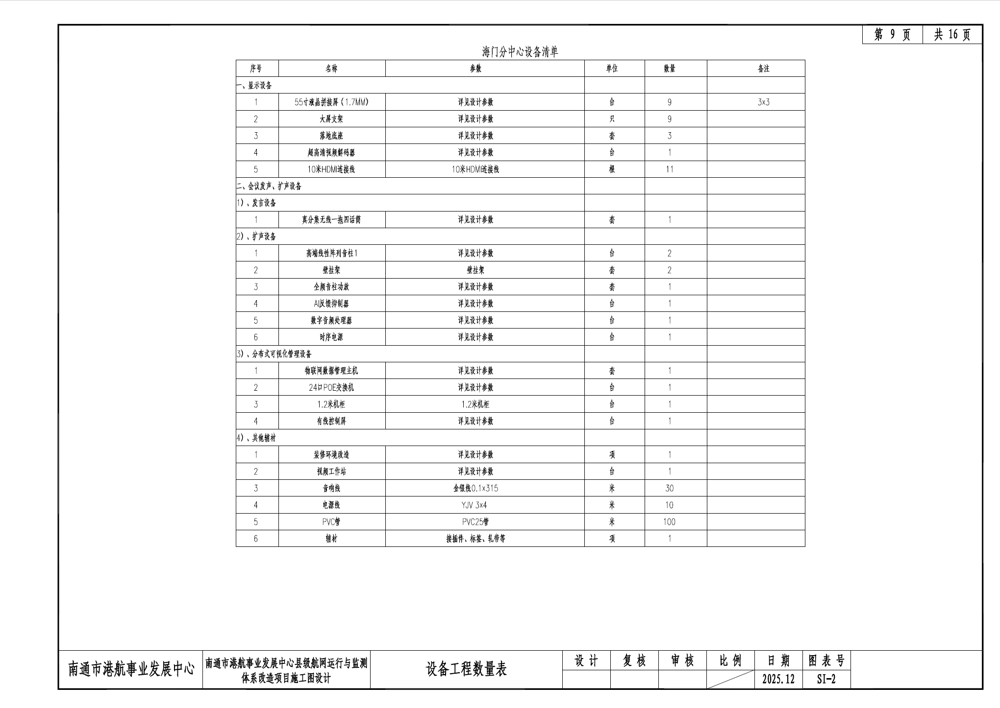 第 9 页 共 16 页
海门分中心设备清单
序号 名称 参数 单位 数量 备注
一、显示设备
1 55寸液晶拼接屏（1.7MM） 详见设计参数 台 9 3x3
2 大屏支架 详见设计参数 只 9
3 落地底座 详见设计参数 套 3
4 超高清视频解码器 详见设计参数 台 1
5 10米HDMI连接线 10米HDMI连接线 根 11
二、会议发声、扩声设备
1）、发言设备
1 真分集无线一拖四话筒 详见设计参数 套 1
2）、扩声设备
1 高端线性阵列音柱1 详见设计参数 台 2
2 壁挂架 壁挂架 套 2
3 全频音柱功放 详见设计参数 套 1
4 AI反馈抑制器 详见设计参数 台 1
5 数字音频处理器 详见设计参数 台 1
6 时序电源 详见设计参数 台 1
3）、分布式可视化管理设备
1 物联网数据管理主机 详见设计参数 套 1
2 24口POE交换机 详见设计参数 台 1
3 1.2米机柜 1.2米机柜 台 1
4 有线控制屏 详见设计参数 台 1
4）、其他辅材
1 装修环境改造 详见设计参数 项 1
2 视频工作站 详见设计参数 台 1
3 音响线 金银线0.1x315 米 30
4 电源线 YJV 3x4 米 10
5 PVC管 PVC25管 米 100
6 辅材 接插件、标签、轧带等 项 1
南通市港航事业发展中心
南通市港航事业发展中心县级航网运行与监测
体系改造项目施工图设计
设备工程数量表
设 计 复 核 审 核 比 例 日 期 图 表 号
2025.12 SI-2